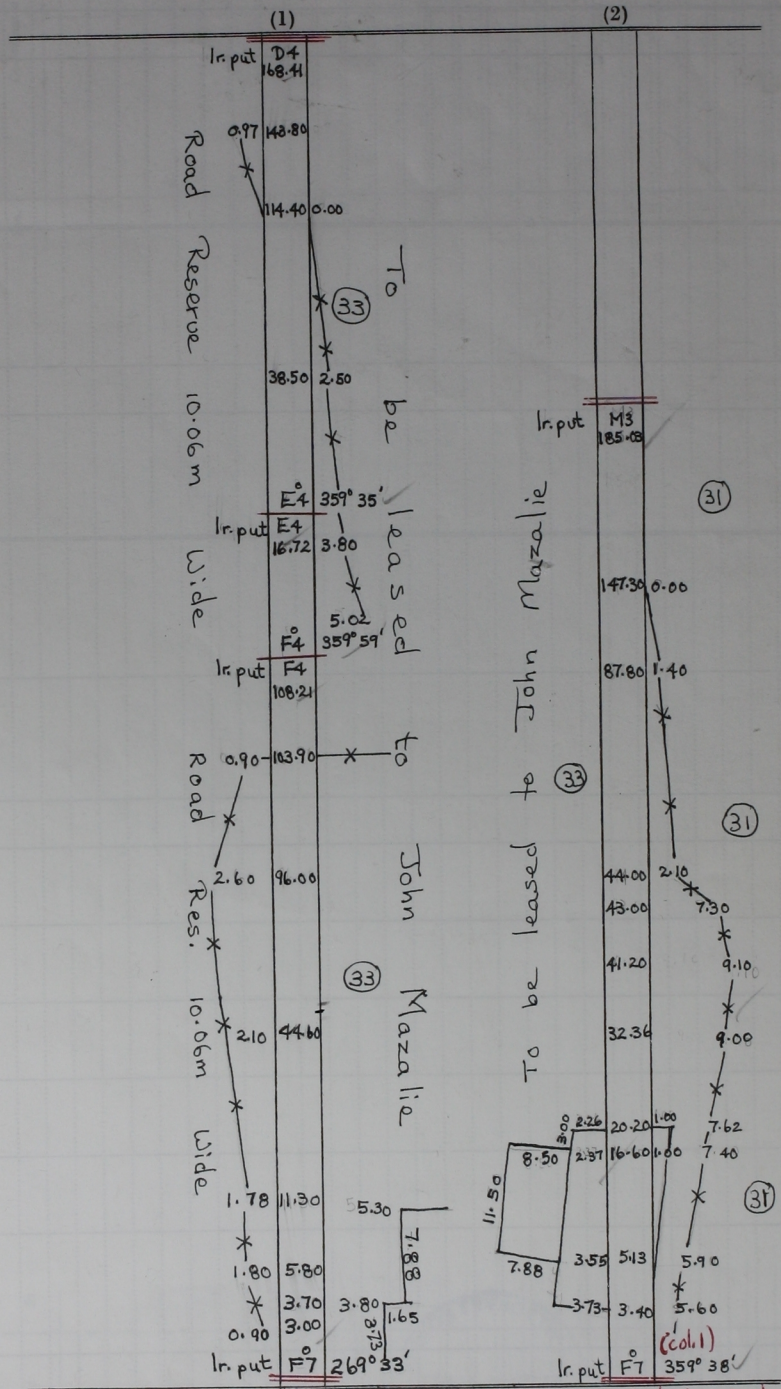 (1)
Ir. put D4
168.41
0.97 143.80
114.40 0.00
33
38.50 2.50
E4 359° 35'
Ir. put E4
16.72 3.80
5.02
F4 359° 59'
Ir. put F4
108.21
0.90 103.90
2.60 96.00
33
2.10 44.60
1.78 11.30 5.30
7.88
1.80 5.80
3.70 3.80 1.65
0.90 3.00 3.73
Ir. put F7 269° 33'
Road Reserve 10.06m Wide
Road Res. 10.06m Wide
To be leased to John Mazalie
(2)
Ir. put M3
185.03
31
147.30 0.00
87.80 1.40
33
31
44.00 2.10
43.00 7.30
41.20 9.10
32.36 9.00
3.00 2.26 20.20 1.00 7.62
8.50 2.37 16.60 1.00 7.40
11.50
31
7.88 3.55 5.13 5.90
3.73 3.40 5.60
(col.1)
Ir. put F7 359° 38'
To be leased to John Mazalie